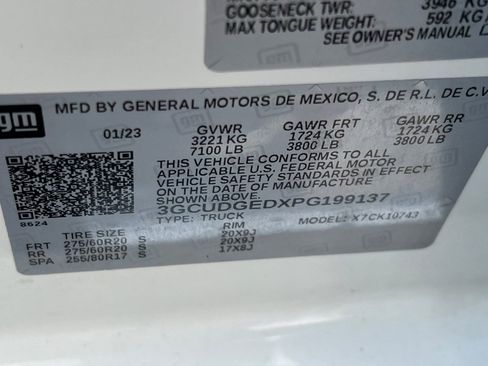 GOOSENECK TWR: 3946 KG
MAX TONGUE WEIGHT: 592 KG
SEE OWNER'S MANUAL
gm
MFD BY GENERAL MOTORS DE MEXICO, S. DE R.L. DE C.V
01/23 GVWR GAWR FRT GAWR RR
3221 KG 1724 KG 1724 KG
7100 LB 3800 LB 3800 LB
THIS VEHICLE CONFORMS TO ALL
APPLICABLE U.S. FEDERAL MOTOR
VEHICLE SAFETY STANDARDS IN EFFECT
ON THE DATE OF MANUFACTURE SHOWN ABOVE.
3GCUDGEDXPG199137
8624
TYPE: TRUCK MODEL: X7CK10743
TIRE SIZE RIM
FRT 275/60R20 S 20X9J
RR 275/60R20 S 20X9J
SPA 255/80R17 S 17X8J